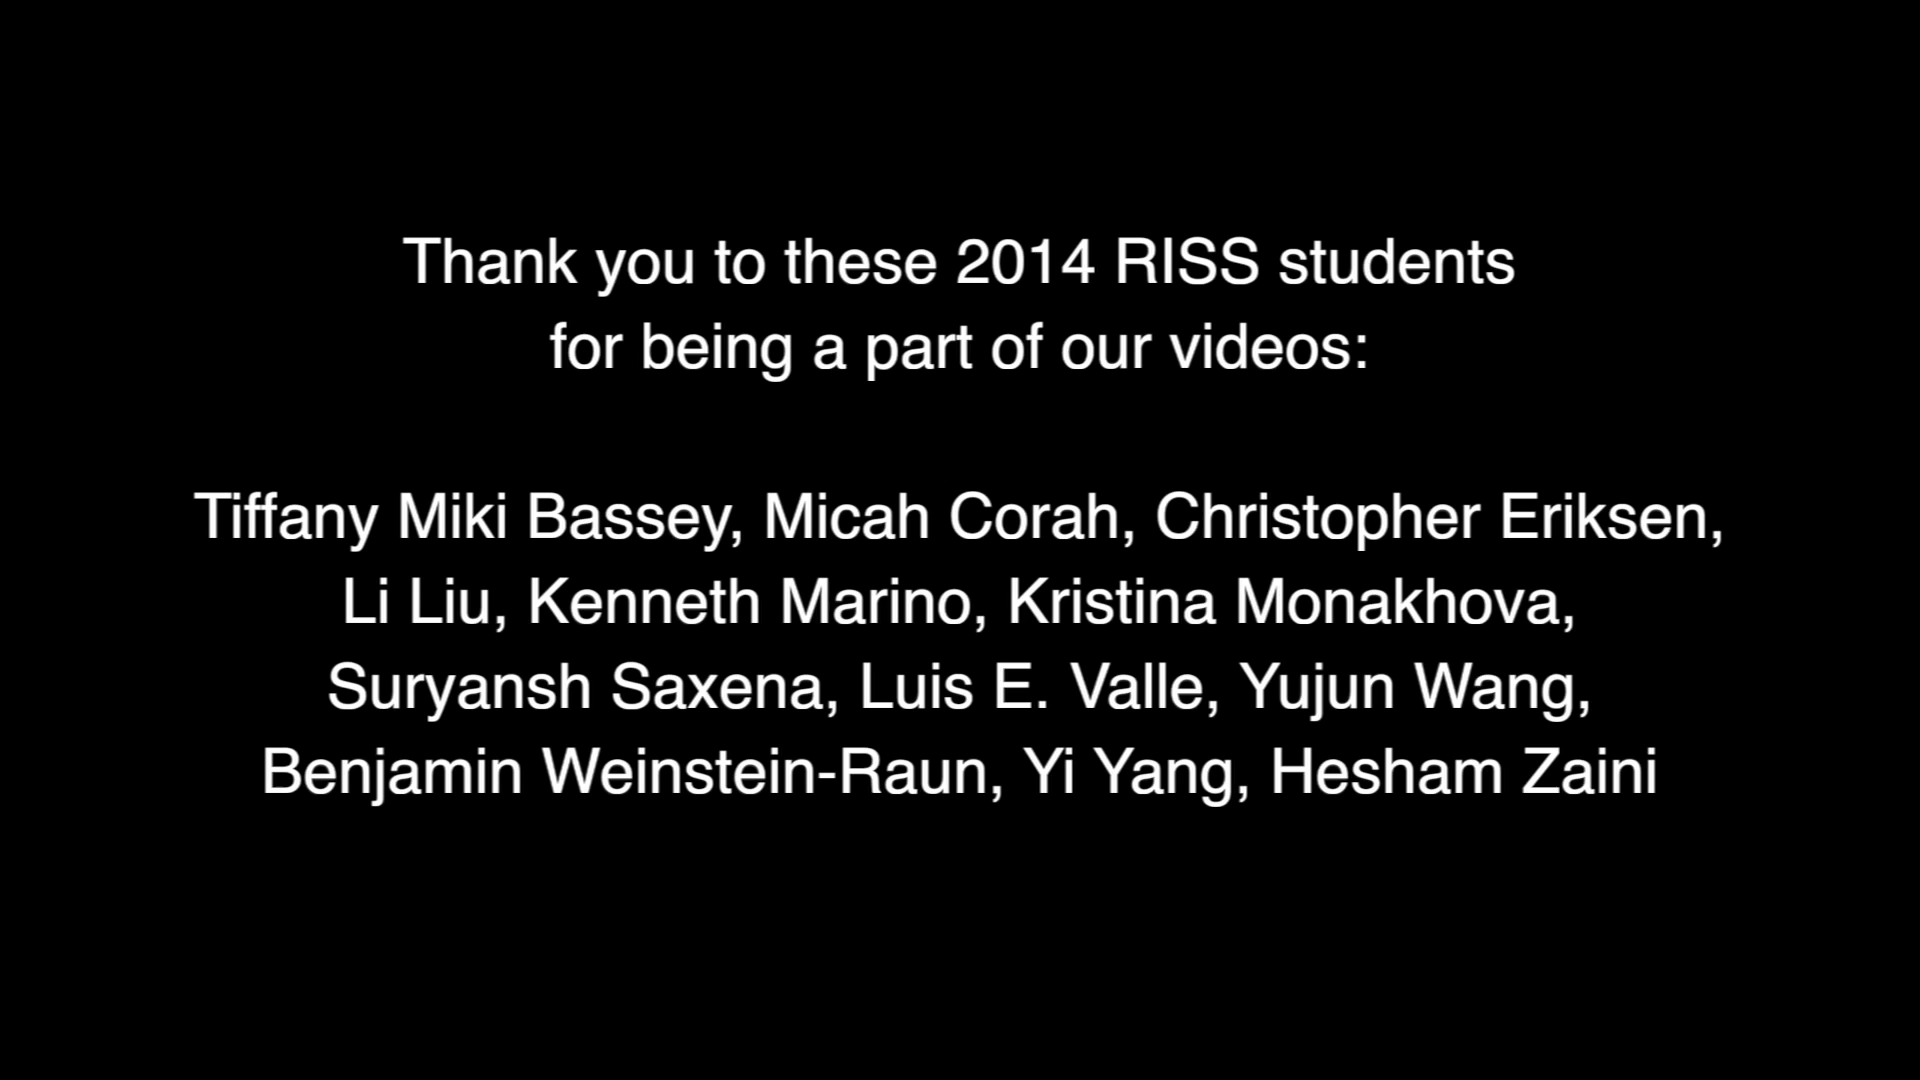 Thank you to these 2014 RISS students
for being a part of our videos:
Tiffany Miki Bassey, Micah Corah, Christopher Eriksen,
Li Liu, Kenneth Marino, Kristina Monakhova,
Suryansh Saxena, Luis E. Valle, Yujun Wang,
Benjamin Weinstein-Raun, Yi Yang, Hesham Zaini